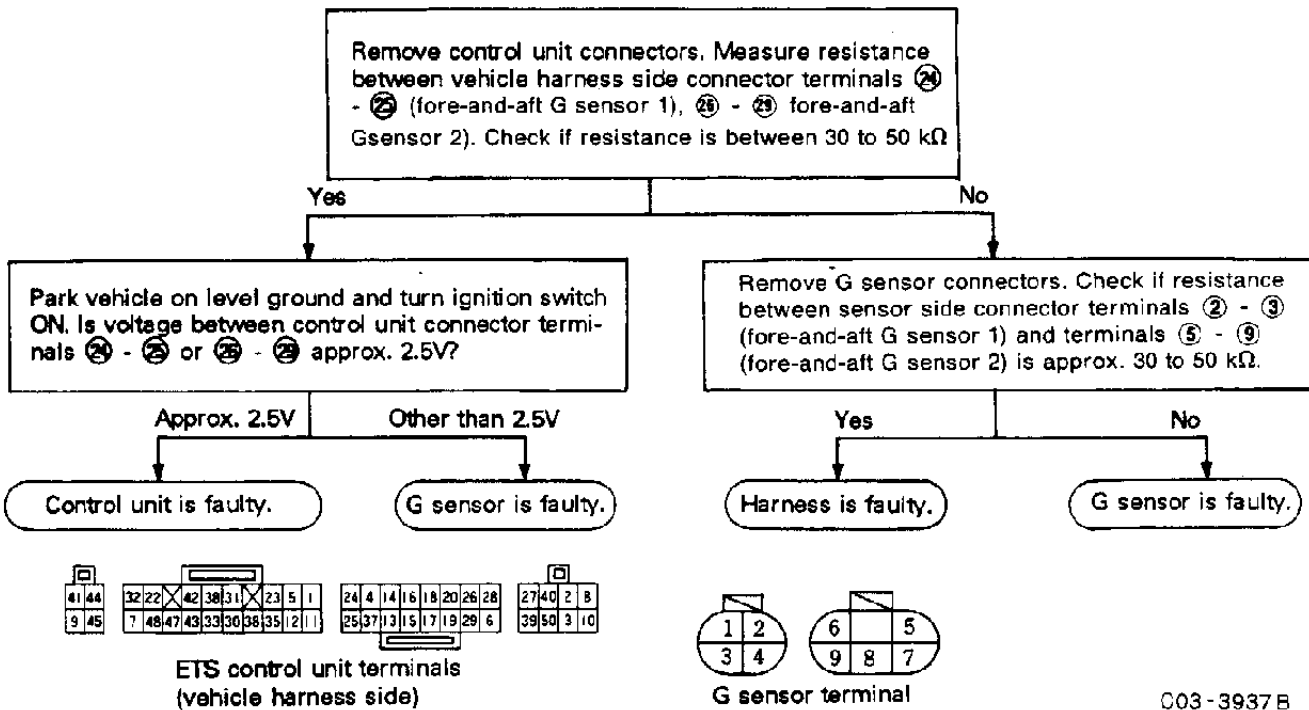 Remove control unit connectors. Measure resistance
between vehicle harness side connector terminals ㉔
- ㉕ (fore-and-aft G sensor 1), ㉖ - ㉙ fore-and-aft
Gsensor 2). Check if resistance is between 30 to 50 kΩ
Yes
No
Park vehicle on level ground and turn ignition switch
ON. Is voltage between control unit connector termi-
nals ㉔ - ㉕ or ㉖ - ㉙ approx. 2.5V?
Remove G sensor connectors. Check if resistance
between sensor side connector terminals ② - ③
(fore-and-aft G sensor 1) and terminals ⑤ - ⑨
(fore-and-aft G sensor 2) is approx. 30 to 50 kΩ.
Approx. 2.5V
Other than 2.5V
Yes
No
Control unit is faulty.
G sensor is faulty.
Harness is faulty.
G sensor is faulty.
41 44
9 45
32 22 42 38 31 23 5 1
7 48 47 43 33 30 38 35 12 11
24 4 14 16 18 20 26 28
25 37 13 15 17 19 29 6
27 40 2 8
39 50 3 10
ETS control unit terminals
(vehicle harness side)
1 2
3 4
6 5
9 8 7
G sensor terminal
C03-3937B